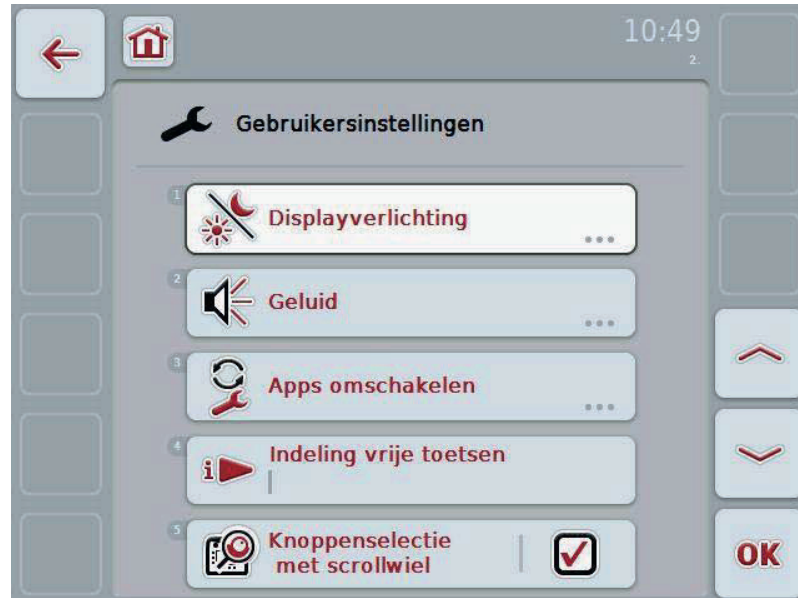 10:49
2.
Gebruikersinstellingen
1
Displayverlichting
...
2
Geluid
...
3
Apps omschakelen
...
4
Indeling vrije toetsen
i
5
Knoppenselectie
met scrollwiel
OK